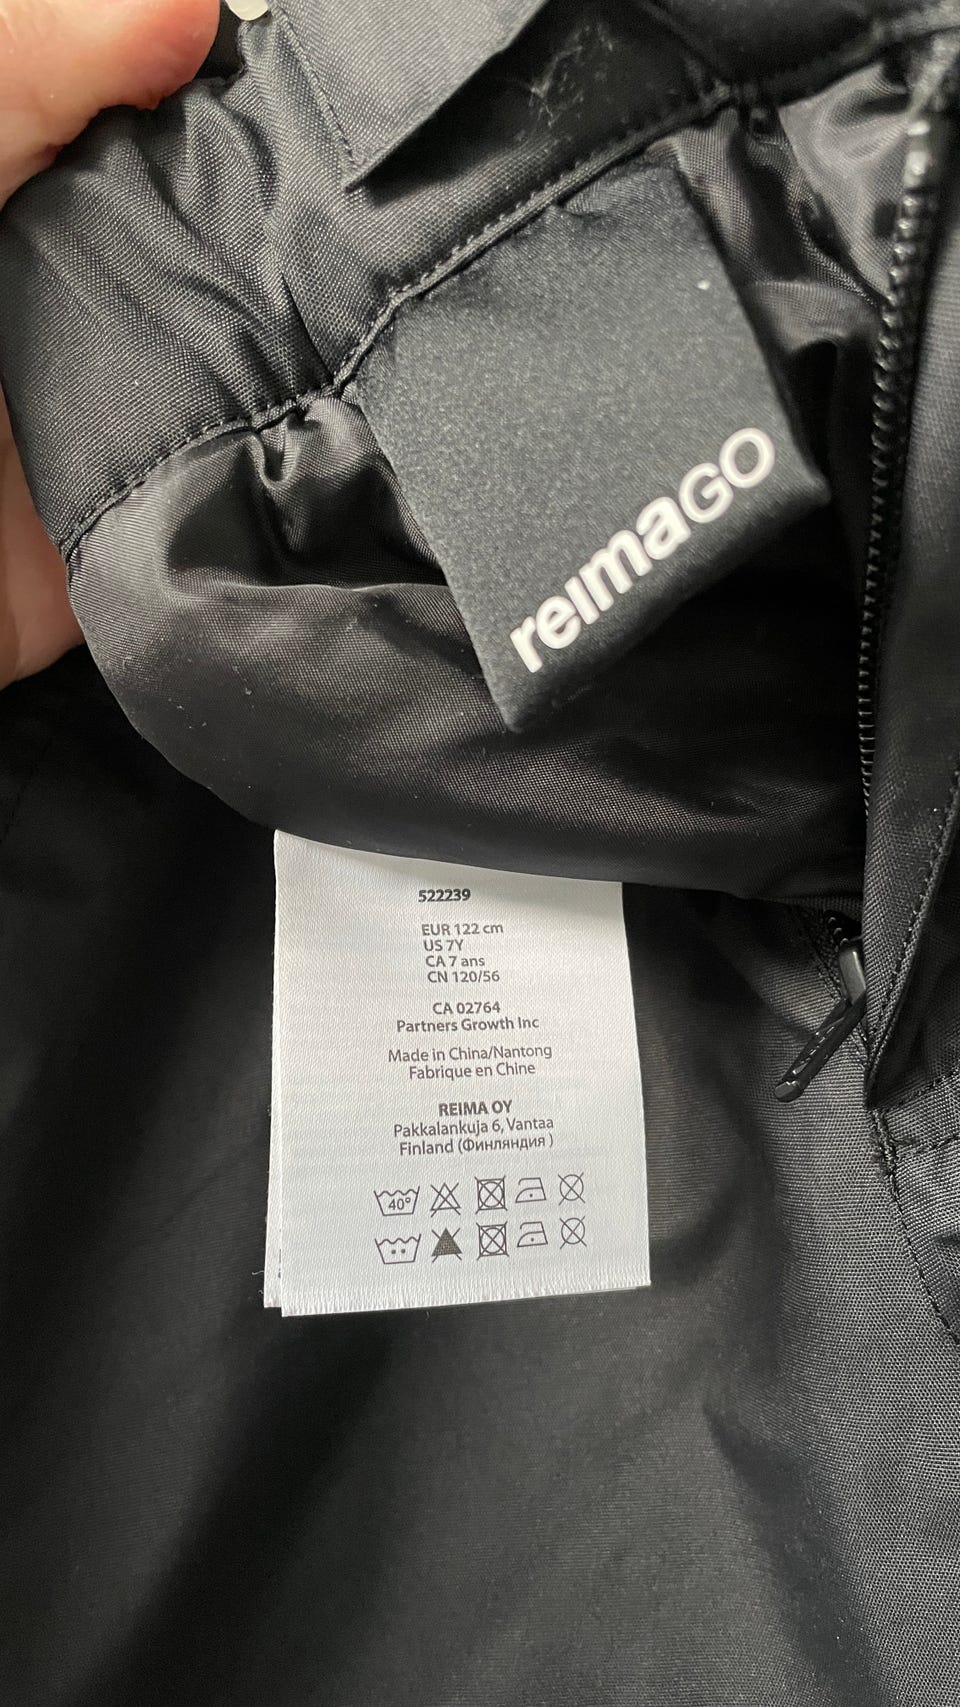 reimaGO
522239
EUR 122 cm
US 7Y
CA 7 ans
CN 120/56
CA 02764
Partners Growth Inc
Made in China/Nantong
Fabrique en Chine
REIMA OY
Pakkalankuja 6, Vantaa
Finland (Финляндия )
40°